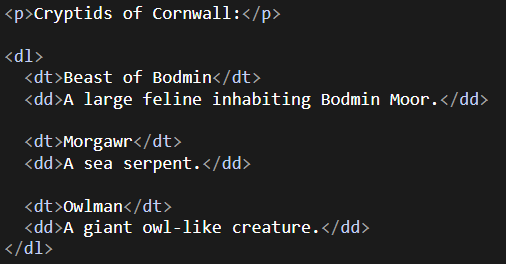 <p>Cryptids of Cornwall:</p>
<dl>
<dt>Beast of Bodmin</dt>
<dd>A large feline inhabiting Bodmin Moor.</dd>
<dt>Morgawr</dt>
<dd>A sea serpent.</dd>
<dt>Owlman</dt>
<dd>A giant owl-like creature.</dd>
</dl>